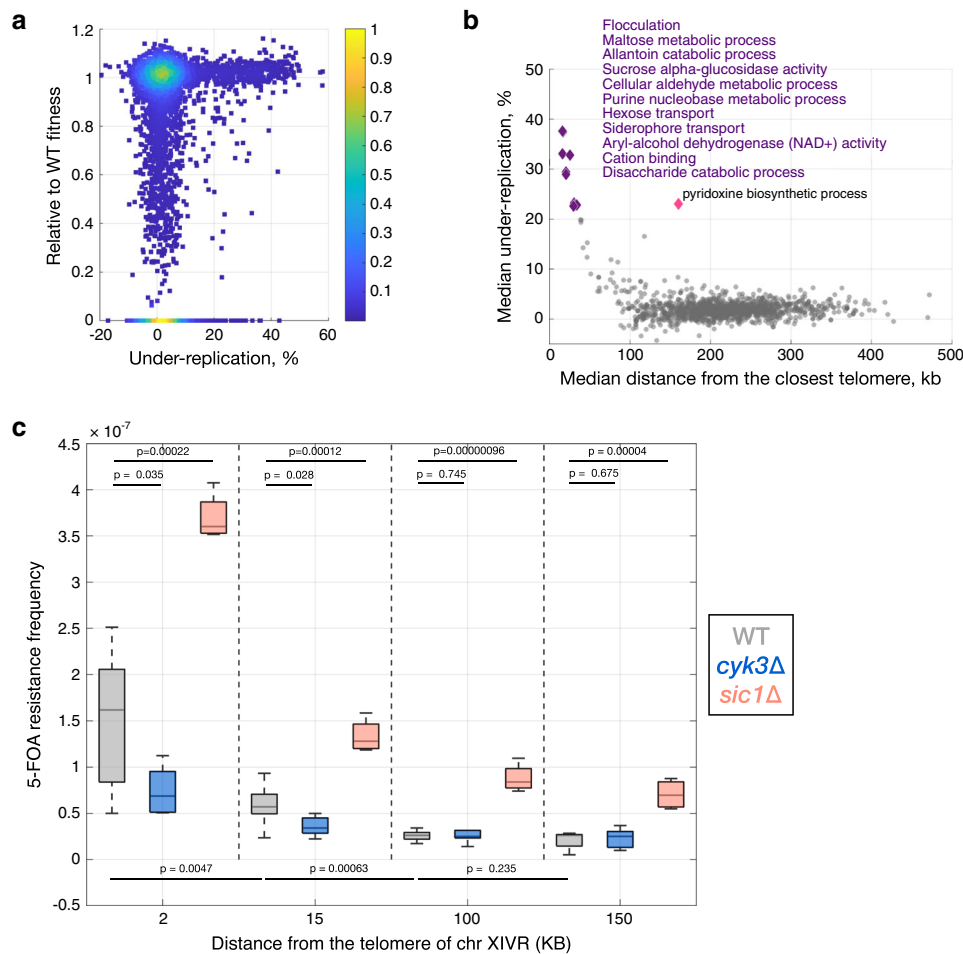 a
1.2
1
0.8
0.6
0.4
0.2
0
-20
0
20
40
60
Relative to WT fitness
Under-replication, %
1
0.9
0.8
0.7
0.6
0.5
0.4
0.3
0.2
0.1
b
Flocculation
Maltose metabolic process
Allantoin catabolic process
Sucrose alpha-glucosidase activity
Cellular aldehyde metabolic process
Purine nucleobase metabolic process
Hexose transport
Siderophore transport
Aryl-alcohol dehydrogenase (NAD+) activity
Cation binding
Disaccharide catabolic process
pyridoxine biosynthetic process
50
40
30
20
10
0
Median under-replication, %
0
100
200
300
400
500
Median distance from the closest telomere, kb
c
× 10⁻⁷
4.5
4
3.5
3
2.5
2
1.5
1
0.5
0
-0.5
5-FOA resistance frequency
p=0.00022
p = 0.035
p=0.00012
p = 0.028
p=0.00000096
p = 0.745
p = 0.00004
p = 0.675
p = 0.0047
p = 0.00063
p = 0.235
2
15
100
150
Distance from the telomere of chr XIVR (KB)
WT
cyk3Δ
sic1Δ